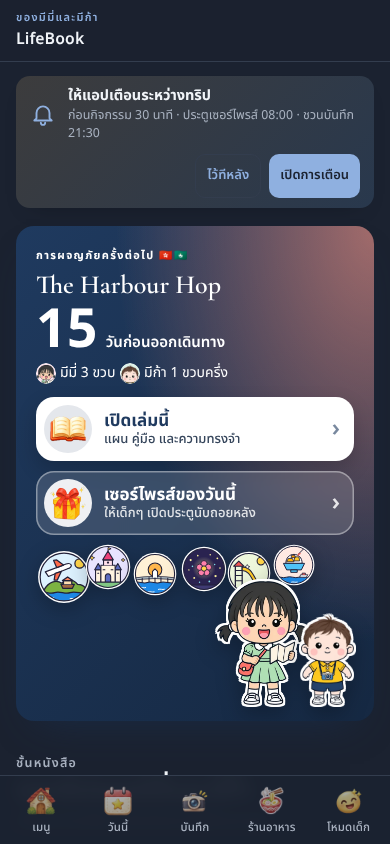 ของมีมี่และมีก้า
LifeBook
ให้แอปเตือนระหว่างทริป
ก่อนกิจกรรม 30 นาที · ประตูเซอร์ไพรส์ 08:00 · ชวนบันทึก
21:30
ไว้ทีหลัง
เปิดการเตือน
การผจญภัยครั้งต่อไป
The Harbour Hop
15 วันก่อนออกเดินทาง
มีมี่ 3 ขวบ มีก้า 1 ขวบครึ่ง
เปิดเล่มนี้
แผน คู่มือ และความทรงจำ
เซอร์ไพรส์ของวันนี้
ให้เด็กๆ เปิดประตูนับถอยหลัง
ชั้นหนังสือ
เมนู
วันนี้
บันทึก
ร้านอาหาร
โหมดเด็ก